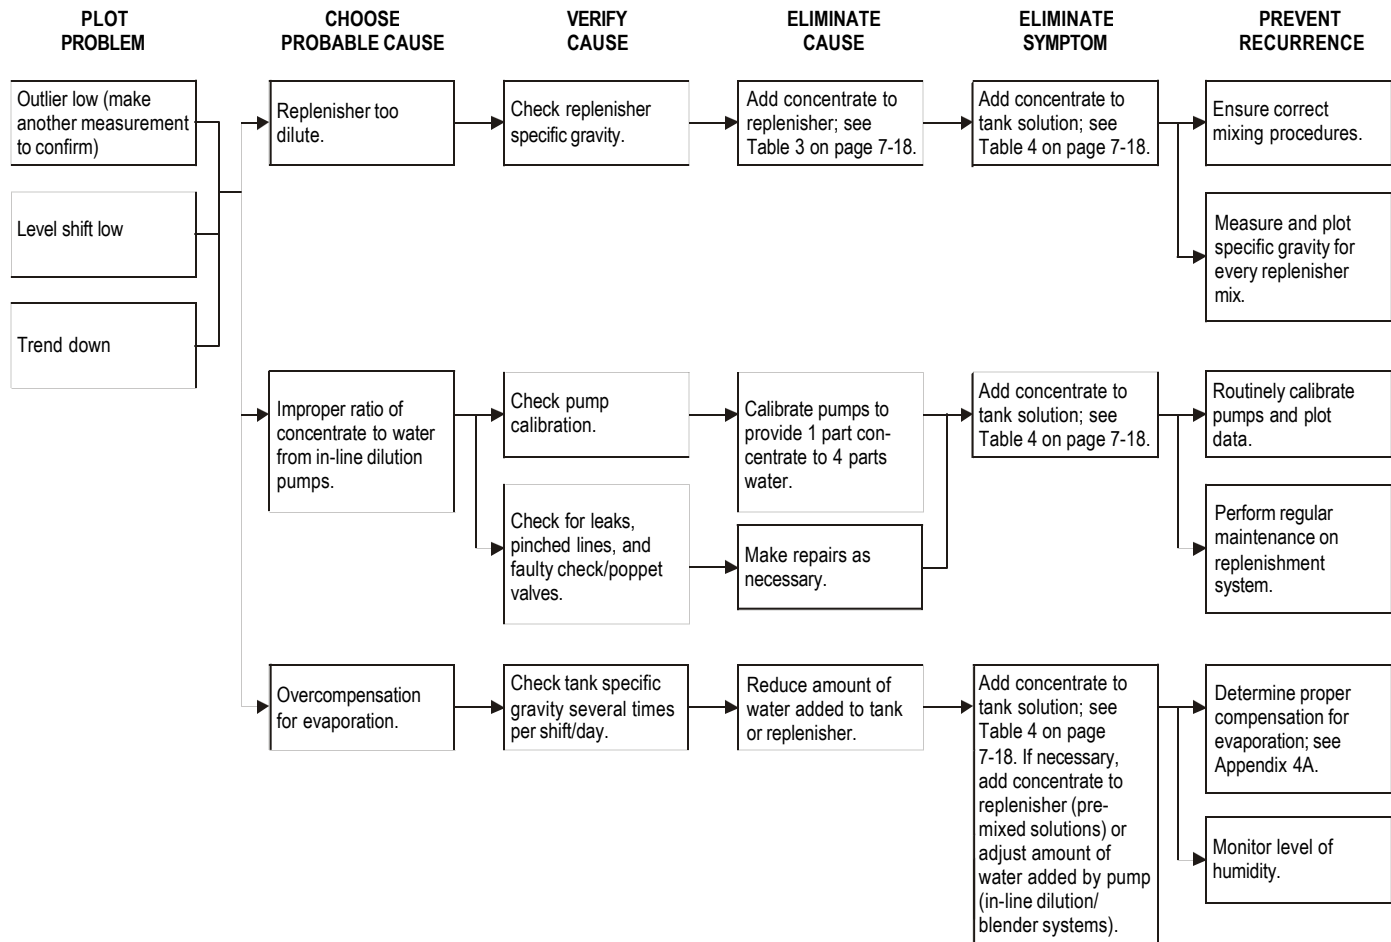 PLOT
PROBLEM
CHOOSE
PROBABLE CAUSE
VERIFY
CAUSE
ELIMINATE
CAUSE
ELIMINATE
SYMPTOM
PREVENT
RECURRENCE
Outlier low (make
another measurement
to confirm)
Level shift low
Trend down
Replenisher too
dilute.
Check replenisher
specific gravity.
Add concentrate to
replenisher; see
Table 3 on page 7-18.
Add concentrate to
tank solution; see
Table 4 on page 7-18.
Ensure correct
mixing procedures.
Measure and plot
specific gravity for
every replenisher
mix.
Improper ratio of
concentrate to water
from in-line dilution
pumps.
Check pump
calibration.
Calibrate pumps to
provide 1 part con-
centrate to 4 parts
water.
Add concentrate to
tank solution; see
Table 4 on page 7-18.
Routinely calibrate
pumps and plot
data.
Check for leaks,
pinched lines, and
faulty check/poppet
valves.
Make repairs as
necessary.
Perform regular
maintenance on
replenishment
system.
Overcompensation
for evaporation.
Check tank specific
gravity several times
per shift/day.
Reduce amount of
water added to tank
or replenisher.
Add concentrate to
tank solution; see
Table 4 on page
7-18. If necessary,
add concentrate to
replenisher (pre-
mixed solutions) or
adjust amount of
water added by pump
(in-line dilution/
blender systems).
Determine proper
compensation for
evaporation; see
Appendix 4A.
Monitor level of
humidity.